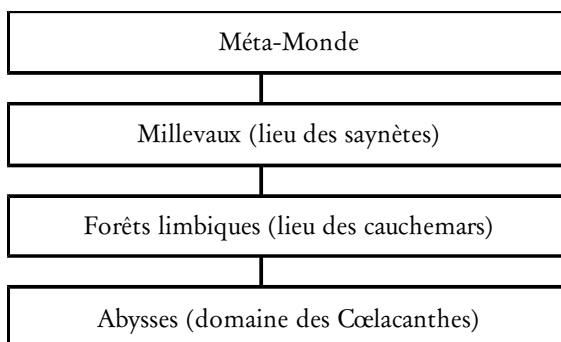 Méta-Monde
Millevaux (lieu des saynètes)
Forêts limbiques (lieu des cauchemars)
Abysses (domaine des Cœlacanthes)